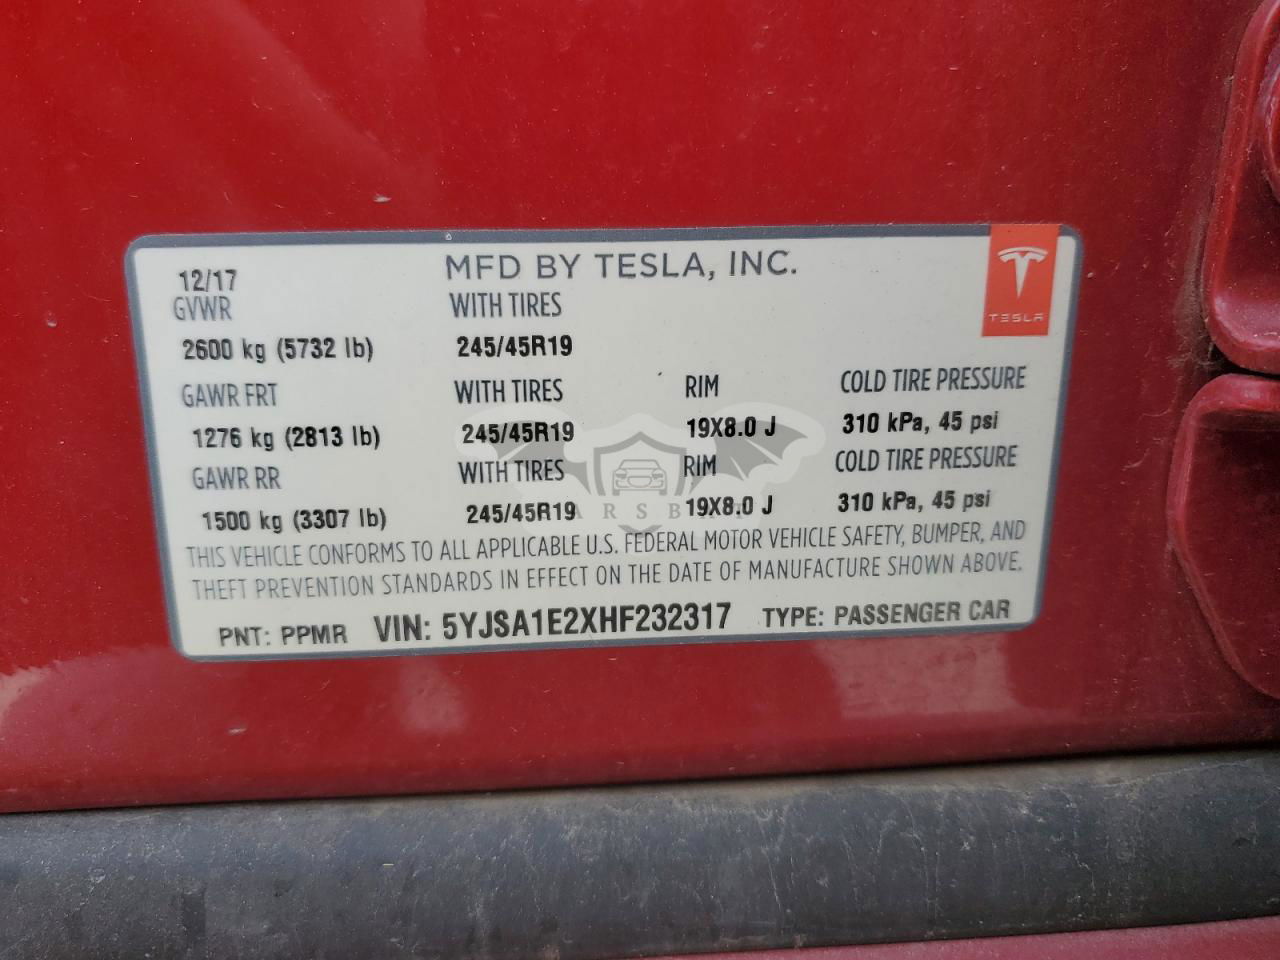 MFD BY TESLA, INC.
TESLA
12/17
GVWR WITH TIRES
2600 kg (5732 lb) 245/45R19
GAWR FRT WITH TIRES RIM COLD TIRE PRESSURE
1276 kg (2813 lb) 245/45R19 19X8.0 J 310 kPa, 45 psi
GAWR RR WITH TIRES RIM COLD TIRE PRESSURE
1500 kg (3307 lb) 245/45R19 19X8.0 J 310 kPa, 45 psi
THIS VEHICLE CONFORMS TO ALL APPLICABLE U.S. FEDERAL MOTOR VEHICLE SAFETY, BUMPER, AND
THEFT PREVENTION STANDARDS IN EFFECT ON THE DATE OF MANUFACTURE SHOWN ABOVE.
PNT: PPMR VIN: 5YJSA1E2XHF232317 TYPE: PASSENGER CAR